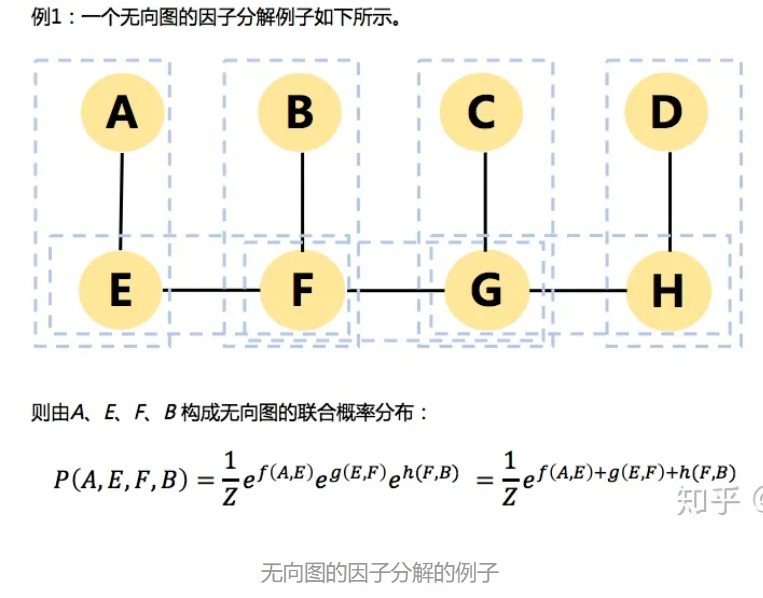 例1：一个无向图的因子分解例子如下所示。
A B C D
E F G H
则由A、E、F、B 构成无向图的联合概率分布：
P(A,E,F,B) = \frac{1}{Z} e^{f(A,E)} e^{g(E,F)} e^{h(F,B)} = \frac{1}{Z} e^{f(A,E)+g(E,F)+h(F,B)}
知乎 @
无向图的因子分解的例子